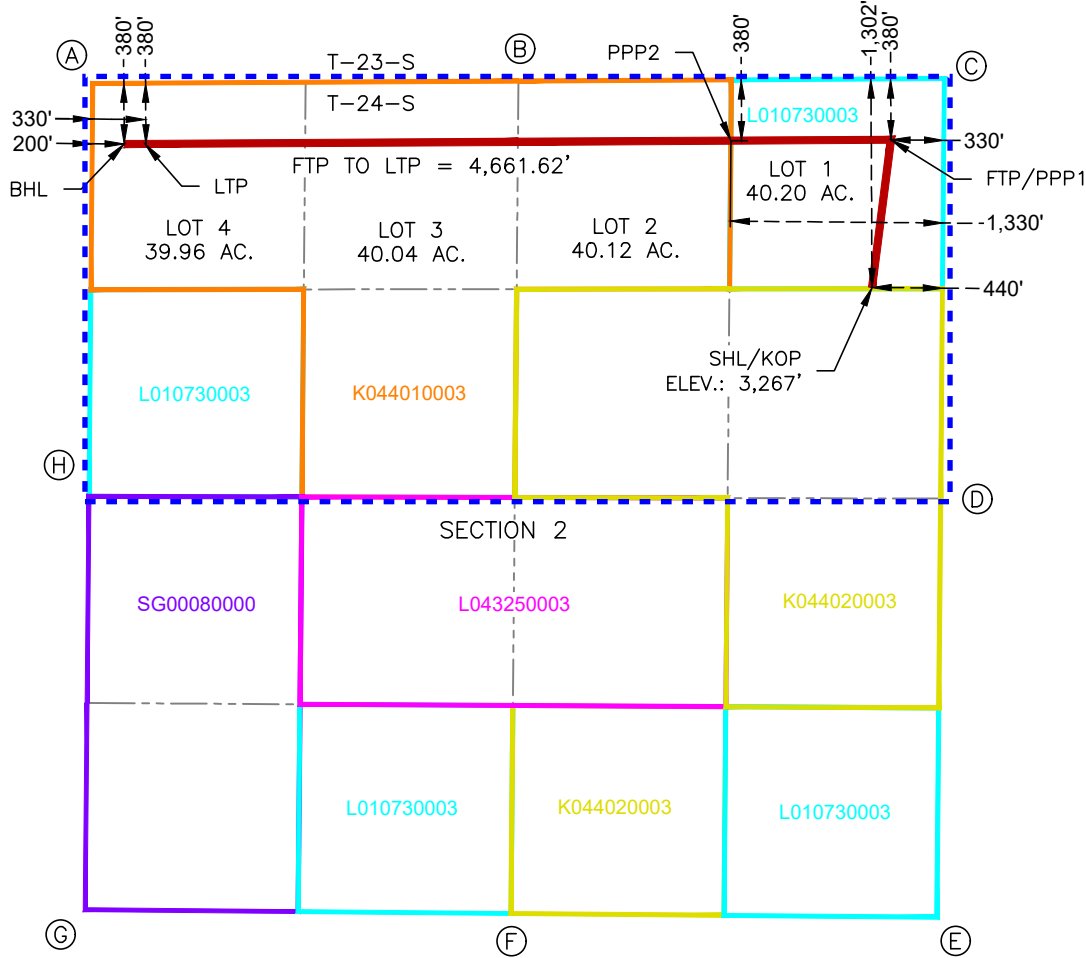 380'
380'
380'
1,302'
380'
A
B
C
PPP2
T-23-S
T-24-S
L010730003
330'
200'
330'
BHL
LTP
FTP TO LTP = 4,661.62'
FTP/PPP1
LOT 1
40.20 AC.
LOT 4
39.96 AC.
LOT 3
40.04 AC.
LOT 2
40.12 AC.
1,330'
440'
SHL/KOP
ELEV.: 3,267'
L010730003
K044010003
H
D
SECTION 2
SG00080000
L043250003
K044020003
L010730003
K044020003
L010730003
G
F
E